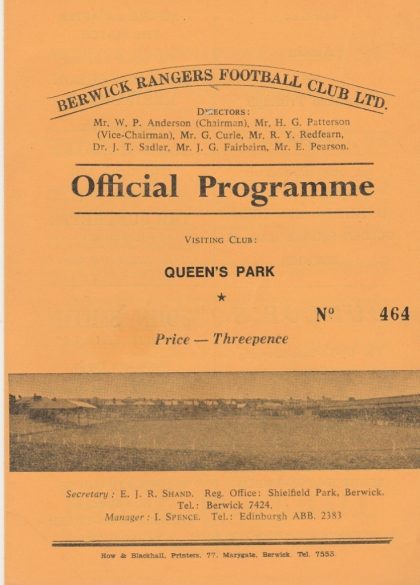 BERWICK RANGERS FOOTBALL CLUB LTD.
DIRECTORS:
Mr. W. P. Anderson (Chairman), Mr. H. G. Patterson
(Vice-Chairman), Mr. G. Curle, Mr. R. Y. Redfearn,
Dr. J. T. Sadler, Mr. J. G. Fairbairn, Mr. E. Pearson.
Official Programme
VISITING CLUB:
QUEEN'S PARK
★
Nº 464
Price — Threepence
Secretary: E. J. R. SHAND. Reg. Office: Shielfield Park, Berwick.
Tel.: Berwick 7424.
Manager: I. SPENCE. Tel.: Edinburgh ABB. 2383
How & Blackhall, Printers, 77, Marygate, Berwick Tel. 7553.